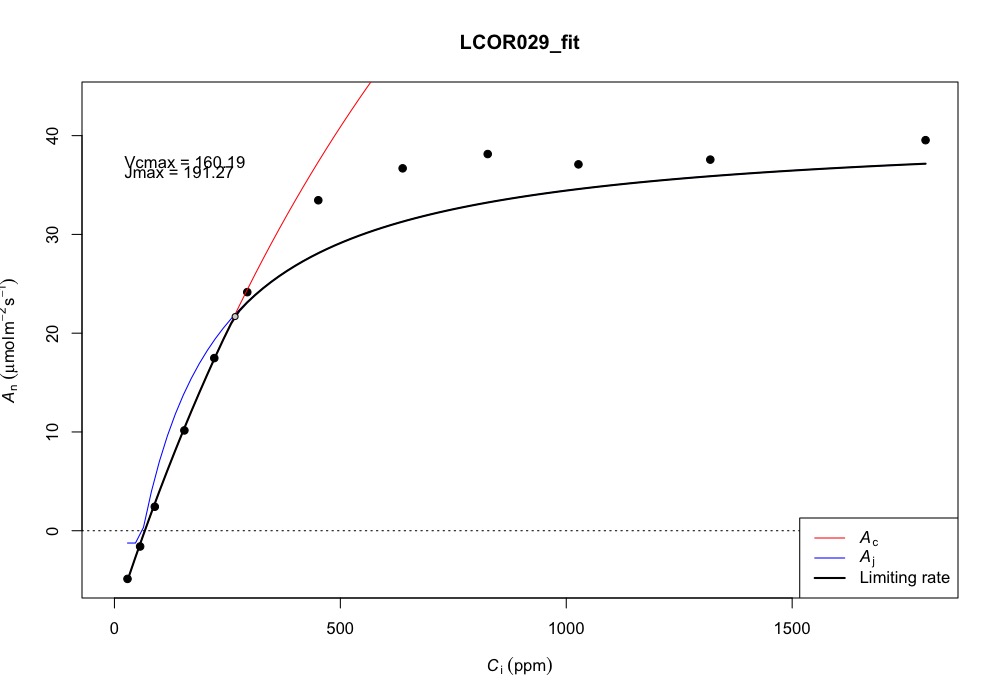 LCOR029_fit
Vcmax = 160.19
Jmax = 191.27
40
30
20
10
0
Aₙ (μmolm⁻²s⁻¹)
0 500 1000 1500
Cᵢ (ppm)
A꜀
Aⱼ
Limiting rate